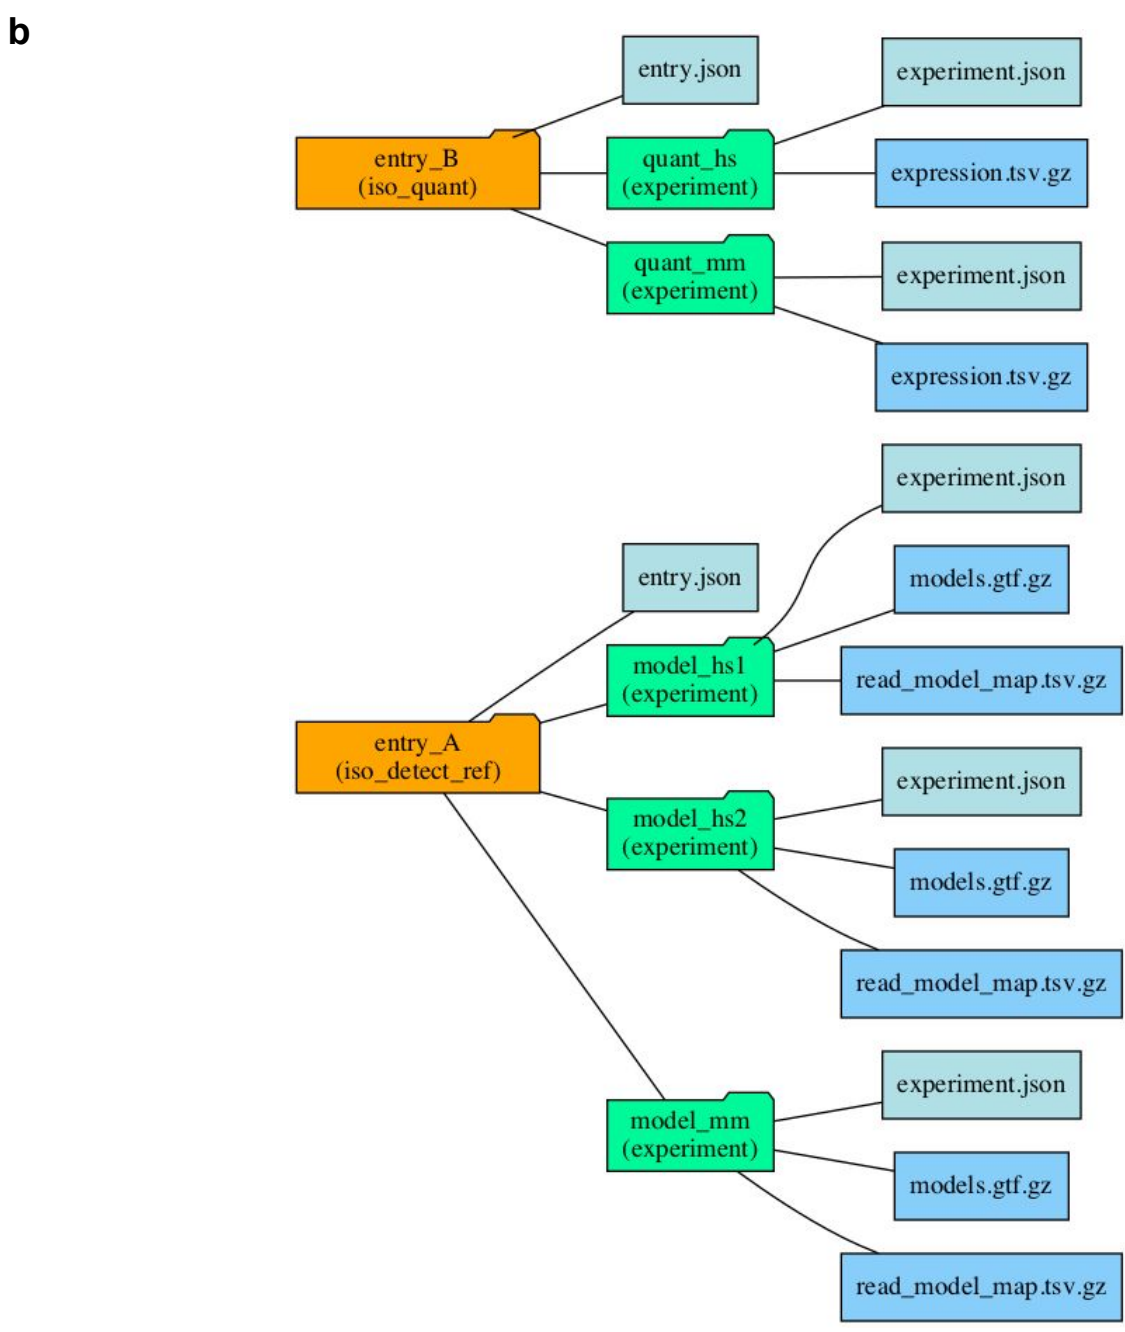 b
entry.json
experiment.json
entry_B
(iso_quant)
quant_hs
(experiment)
expression.tsv.gz
quant_mm
(experiment)
experiment.json
expression.tsv.gz
experiment.json
entry.json
models.gtf.gz
model_hs1
(experiment)
read_model_map.tsv.gz
entry_A
(iso_detect_ref)
experiment.json
model_hs2
(experiment)
models.gtf.gz
read_model_map.tsv.gz
experiment.json
model_mm
(experiment)
models.gtf.gz
read_model_map.tsv.gz